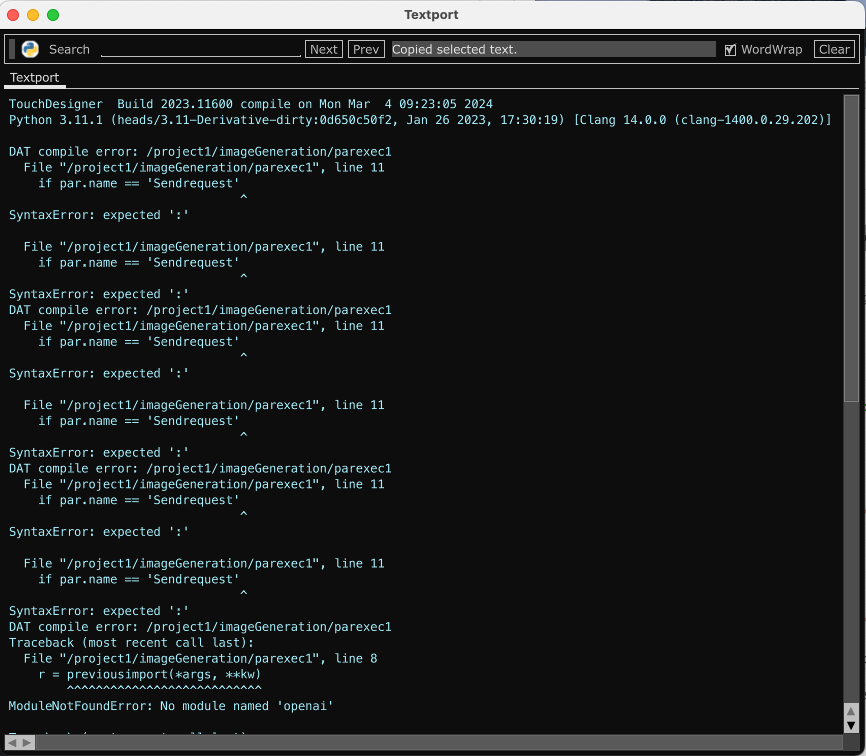 Textport
Search Next Prev Copied selected text. WordWrap Clear
Textport
TouchDesigner  Build 2023.11600 compile on Mon Mar  4 09:23:05 2024
Python 3.11.1 (heads/3.11-Derivative-dirty:0d650c50f2, Jan 26 2023, 17:30:19) [Clang 14.0.0 (clang-1400.0.29.202)]
DAT compile error: /project1/imageGeneration/parexec1
  File "/project1/imageGeneration/parexec1", line 11
    if par.name == 'Sendrequest'
                                ^
SyntaxError: expected ':'
  File "/project1/imageGeneration/parexec1", line 11
    if par.name == 'Sendrequest'
                                ^
SyntaxError: expected ':'
DAT compile error: /project1/imageGeneration/parexec1
  File "/project1/imageGeneration/parexec1", line 11
    if par.name == 'Sendrequest'
                                ^
SyntaxError: expected ':'
  File "/project1/imageGeneration/parexec1", line 11
    if par.name == 'Sendrequest'
                                ^
SyntaxError: expected ':'
DAT compile error: /project1/imageGeneration/parexec1
  File "/project1/imageGeneration/parexec1", line 11
    if par.name == 'Sendrequest'
                                ^
SyntaxError: expected ':'
  File "/project1/imageGeneration/parexec1", line 11
    if par.name == 'Sendrequest'
                                ^
SyntaxError: expected ':'
DAT compile error: /project1/imageGeneration/parexec1
Traceback (most recent call last):
  File "/project1/imageGeneration/parexec1", line 8
    r = previousimport(*args, **kw)
        ^^^^^^^^^^^^^^^^^^^^^^^^^^^
ModuleNotFoundError: No module named 'openai'